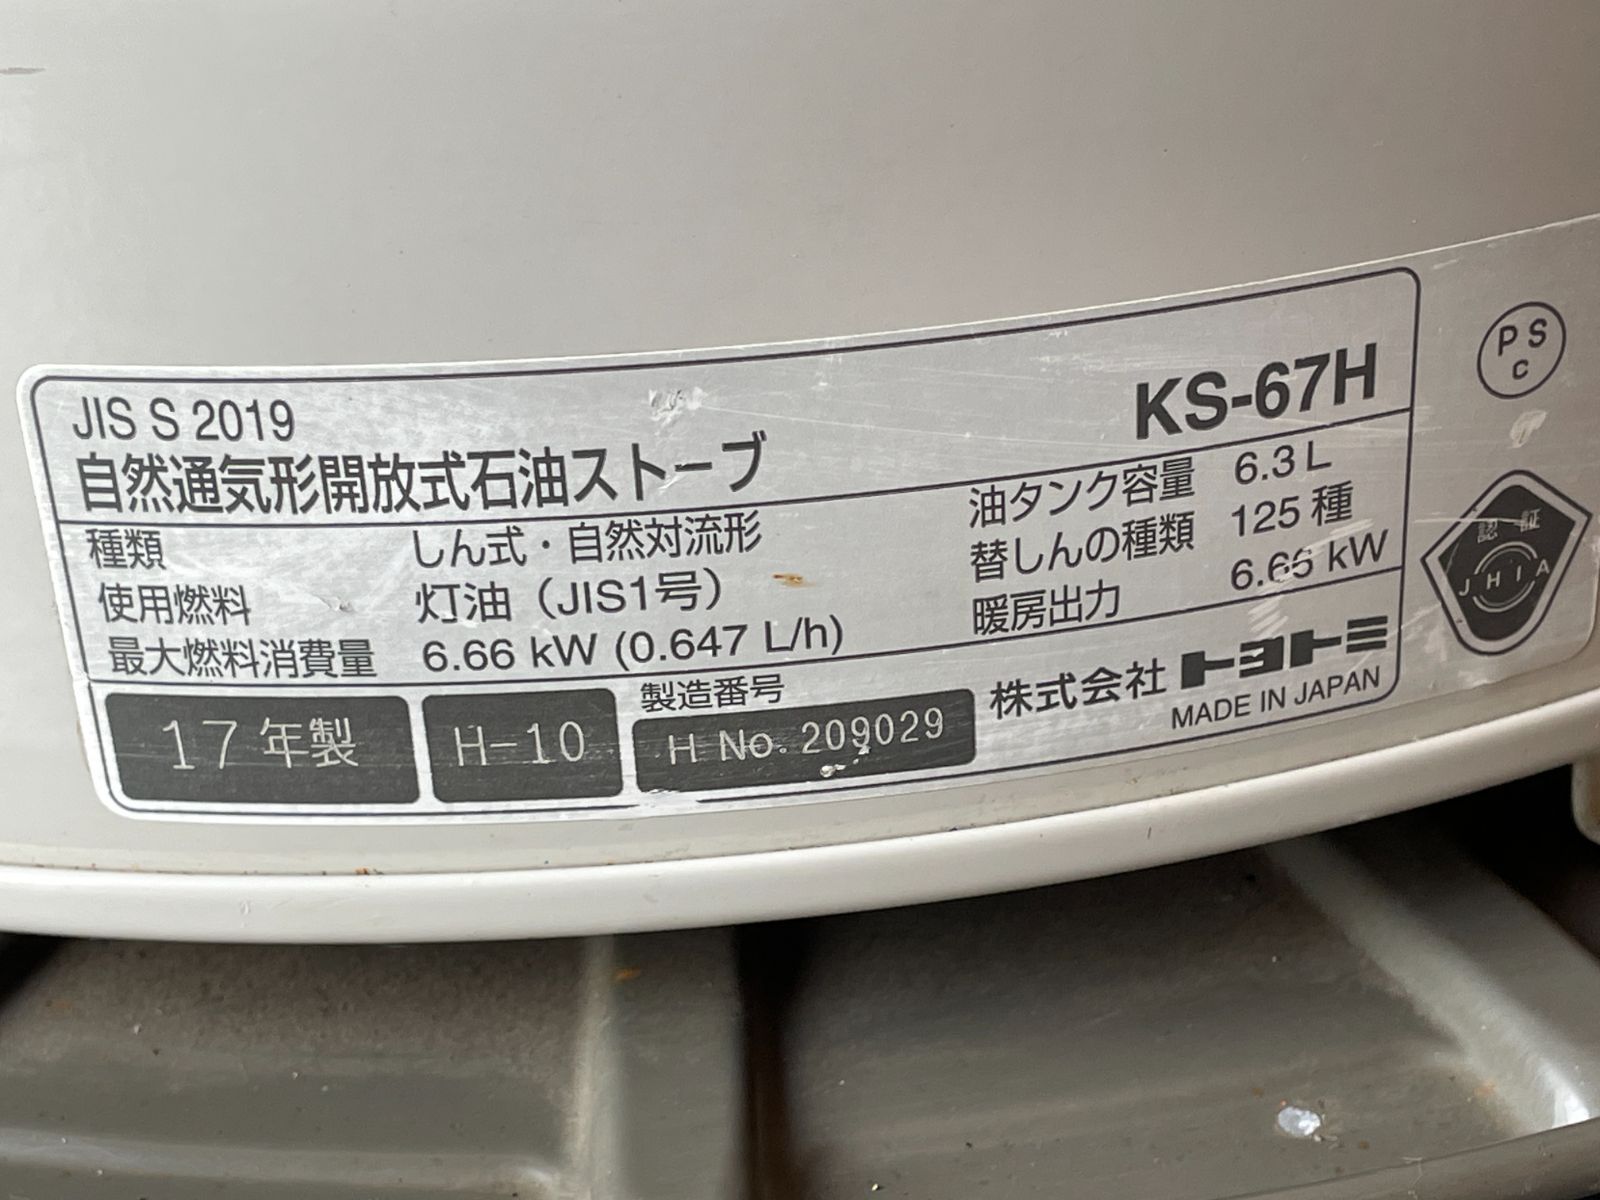 JIS S 2019
KS-67H
自然通気形開放式石油ストーブ
種類 しん式・自然対流形
使用燃料 灯油（JIS1号）
最大燃料消費量 6.66 kW (0.647 L/h)
油タンク容量 6.3L
替しんの種類 125 種
暖房出力 6.66 kW
17年製
H-10
製造番号
H No. 209029
株式会社 トヨトミ
MADE IN JAPAN
PS
C
認証
JHIA